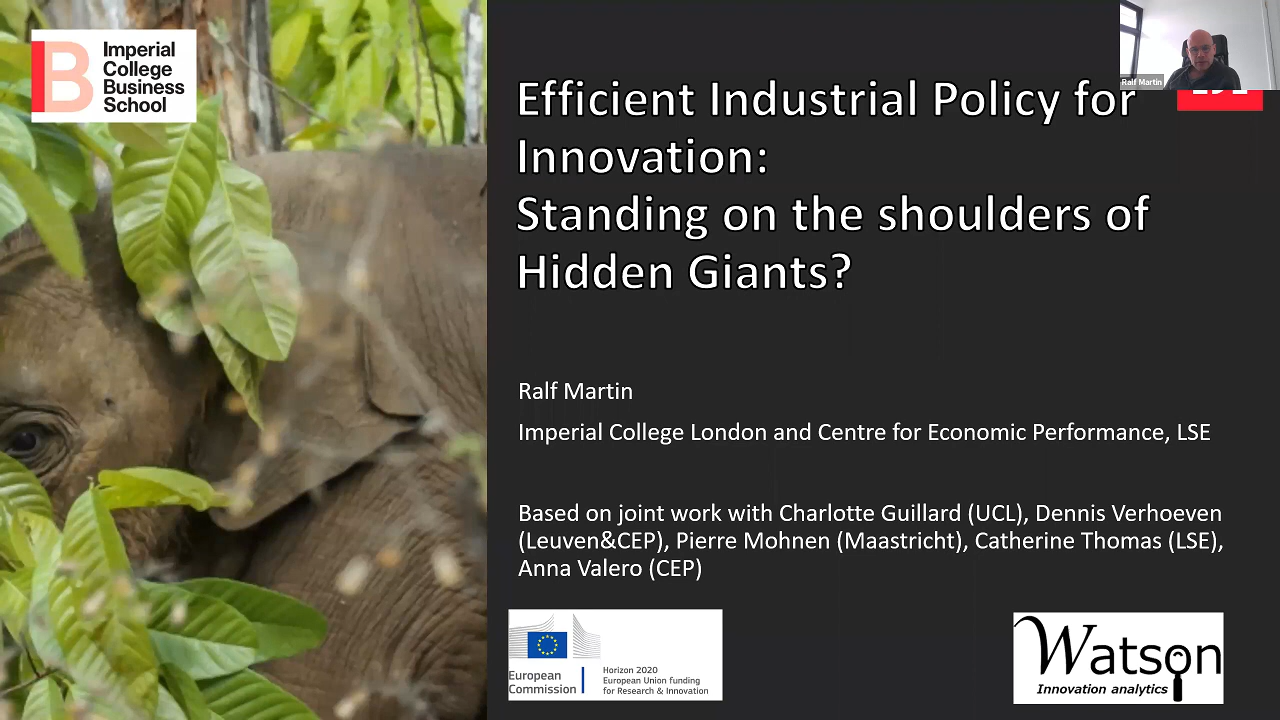 Imperial
College
Business
School
Efficient Industrial Policy for
Innovation:
Standing on the shoulders of
Hidden Giants?
Ralf Martin
Ralf Martin
Imperial College London and Centre for Economic Performance, LSE
Based on joint work with Charlotte Guillard (UCL), Dennis Verhoeven
(Leuven&CEP), Pierre Mohnen (Maastricht), Catherine Thomas (LSE),
Anna Valero (CEP)
European
Commission
Horizon 2020
European Union funding
for Research & Innovation
Watson
Innovation analytics